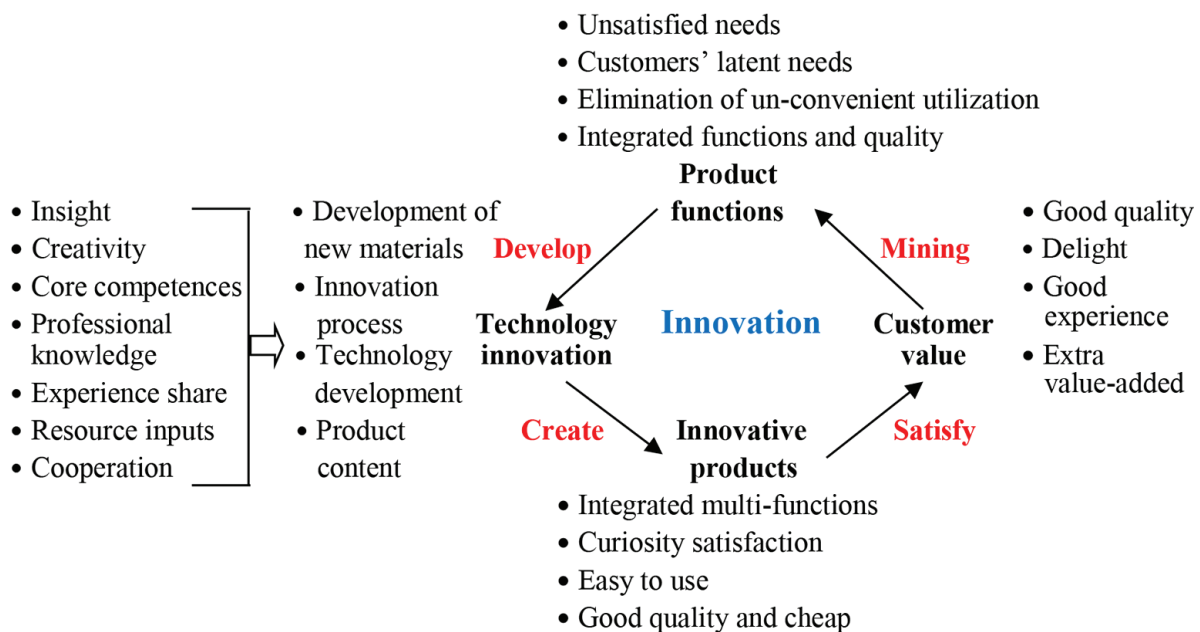 • Unsatisfied needs
• Customers’ latent needs
• Elimination of un-convenient utilization
• Integrated functions and quality
Product
functions
• Insight
• Creativity
• Core competences
• Professional
knowledge
• Experience share
• Resource inputs
• Cooperation
• Development of
new materials
• Innovation
process
• Technology
development
• Product
content
Develop
Mining
Technology
innovation
Innovation
Customer
value
• Good quality
• Delight
• Good
experience
• Extra
value-added
Create
Satisfy
Innovative
products
• Integrated multi-functions
• Curiosity satisfaction
• Easy to use
• Good quality and cheap